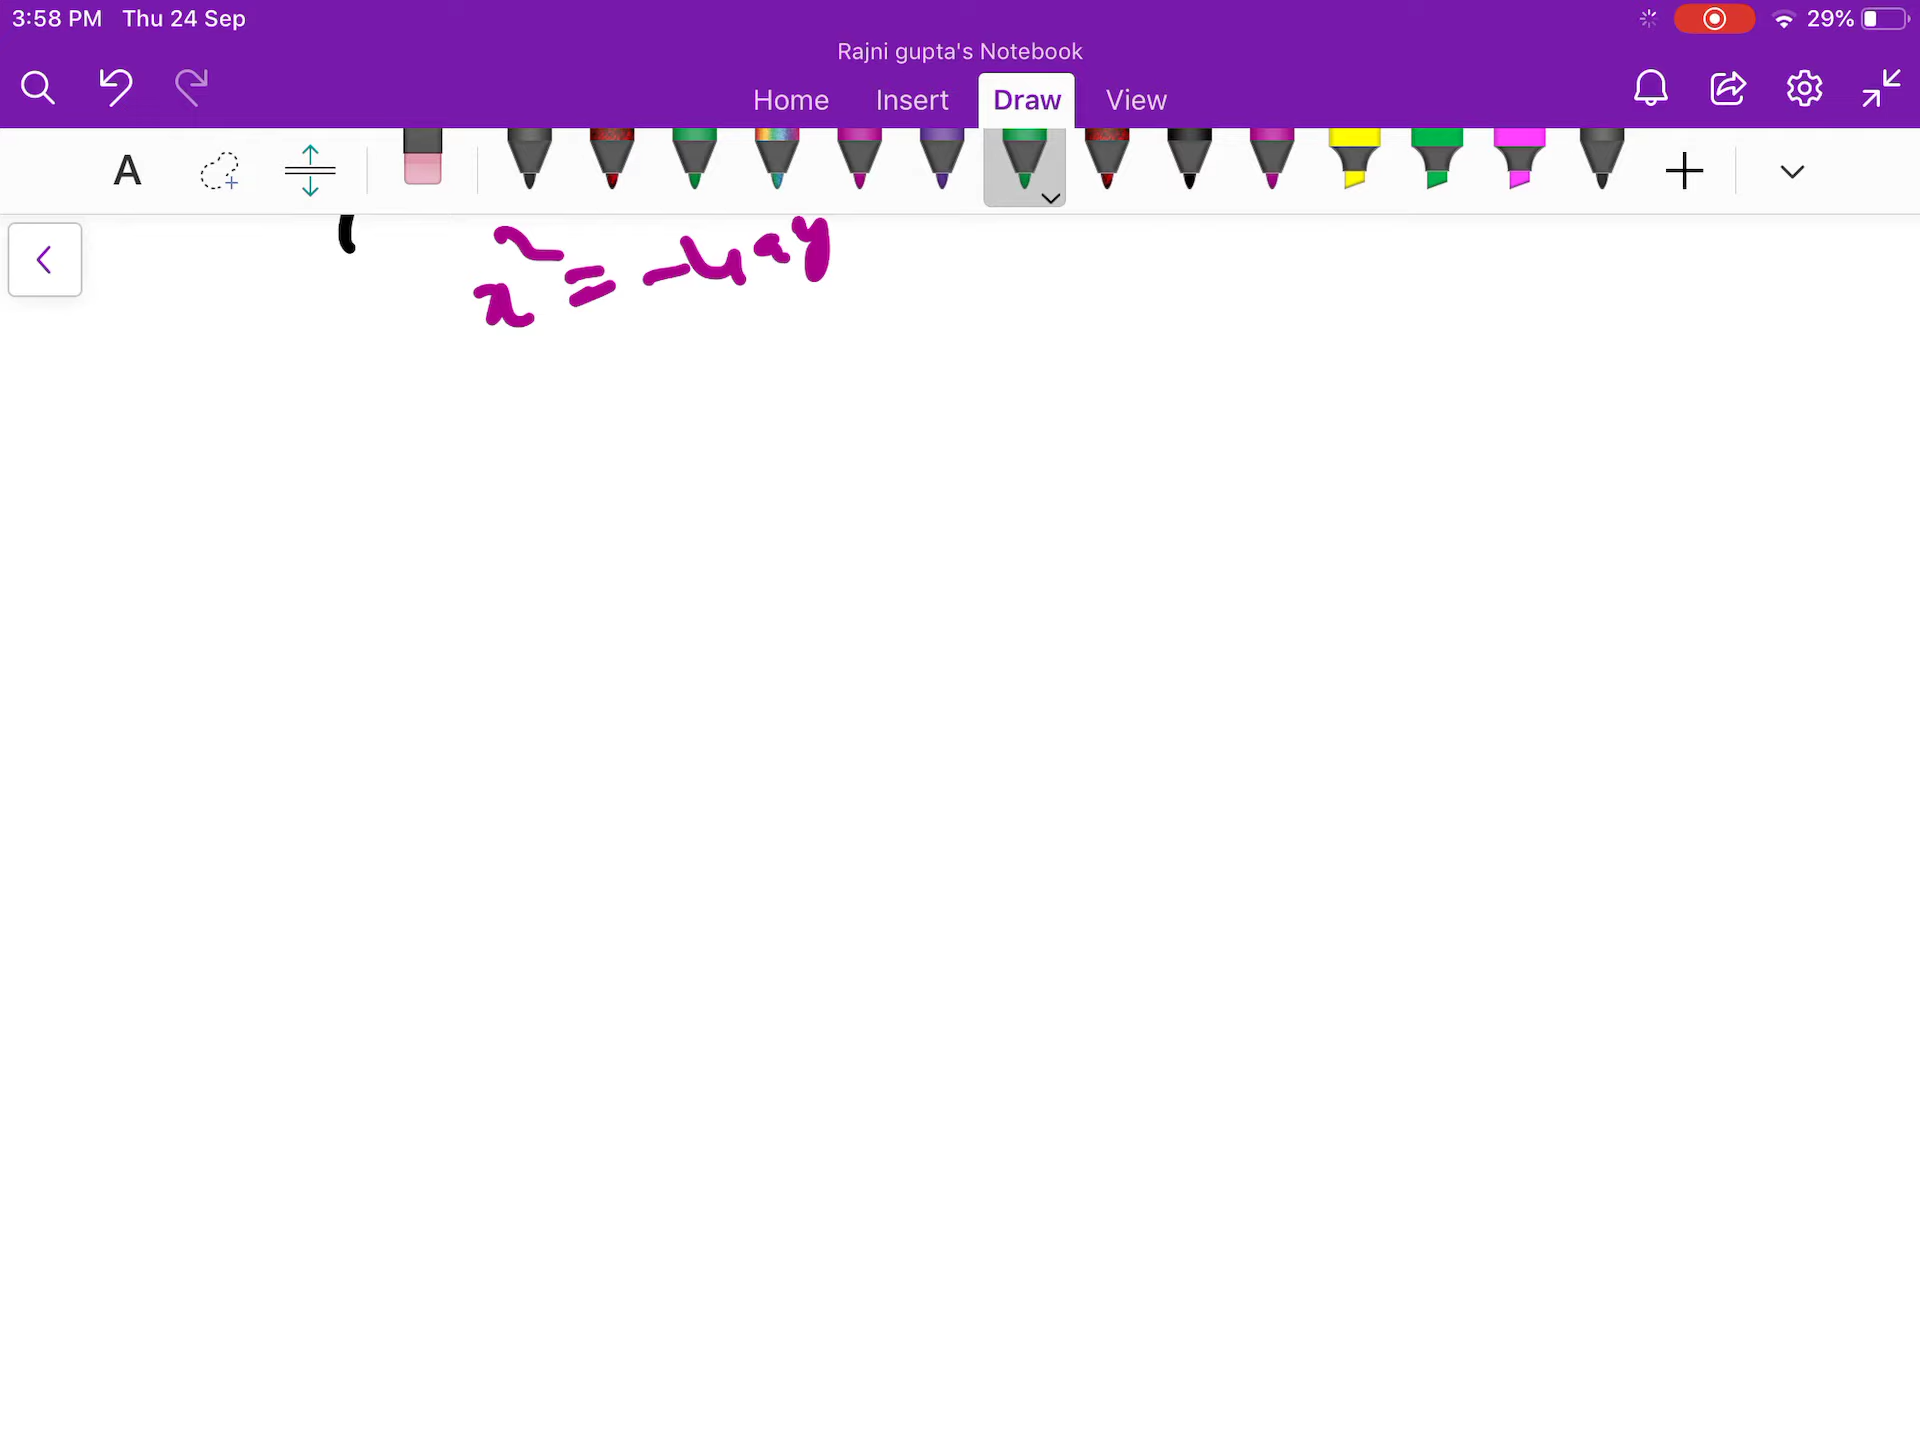 3:58 PM Thu 24 Sep 29%
Rajni gupta's Notebook
Home Insert Draw View
A
x² = -4ay